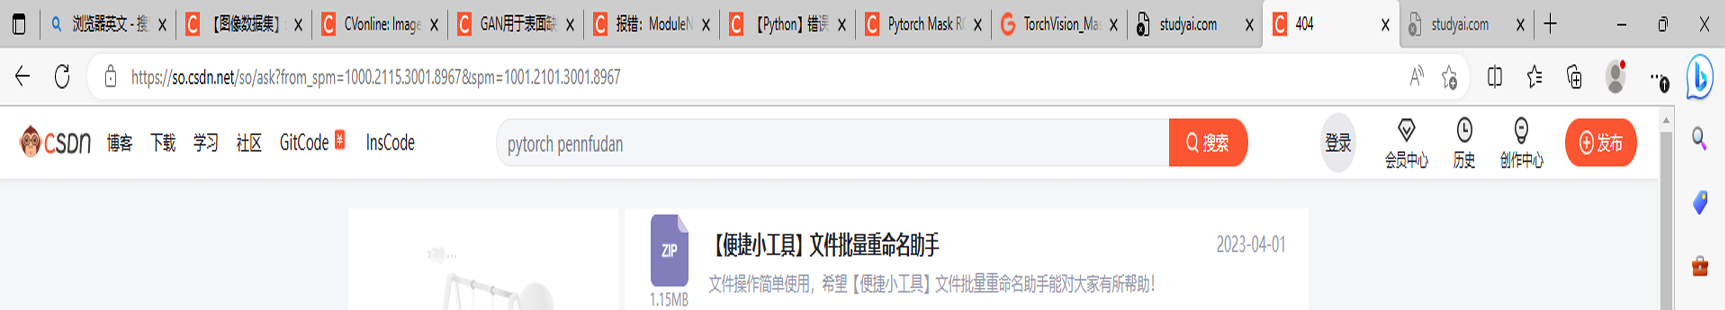 浏览器英文 - 搜 【图像数据集】 CVonline: Image GAN用于表面缺 报错：ModuleN 【Python】错误 Pytorch Mask R TorchVision_Ma studyai.com 404 studyai.com
https://so.csdn.net/so/ask?from_spm=1000.2115.3001.8967&spm=1001.2101.3001.8967
CSDN 博客 下载 学习 社区 GitCode ¥ InsCode pytorch pennfudan 搜索 登录 会员中心 历史 创作中心 发布
ZIP 【便捷小工具】文件批量重命名助手 2023-04-01
文件操作简单使用，希望【便捷小工具】文件批量重命名助手能对大家有所帮助！
1.15MB